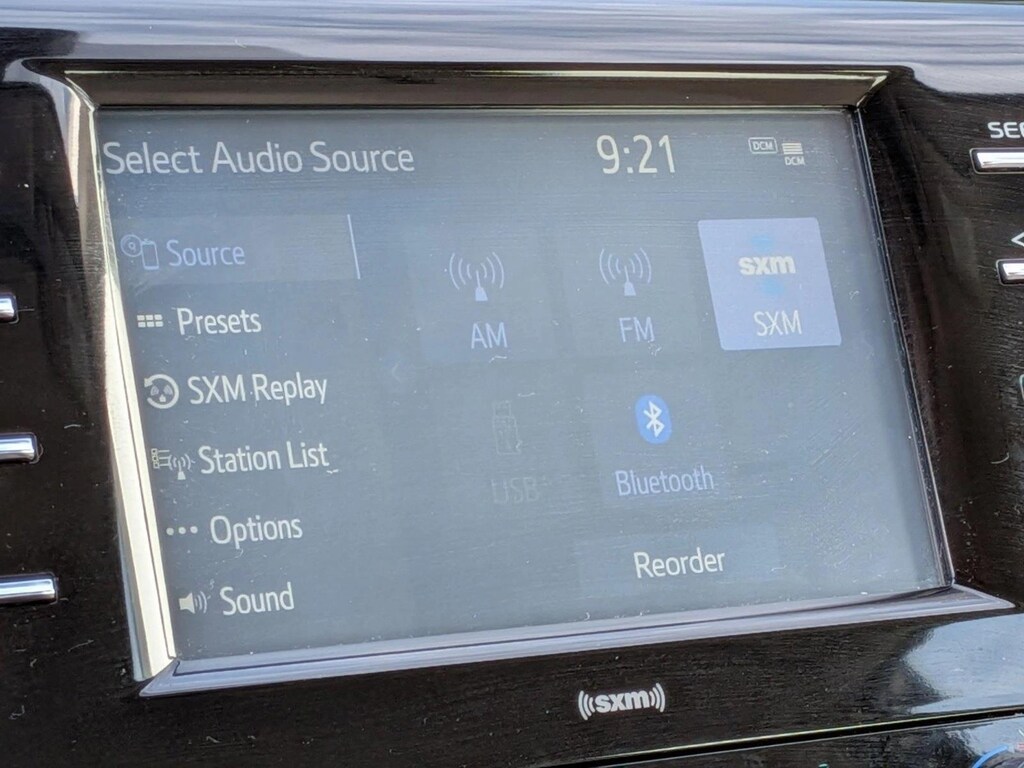 Select Audio Source
9:21
DCM
DCM
Source
Presets
SXM Replay
Station List
Options
Sound
AM
FM
sxm
SXM
USB
Bluetooth
Reorder
sxm